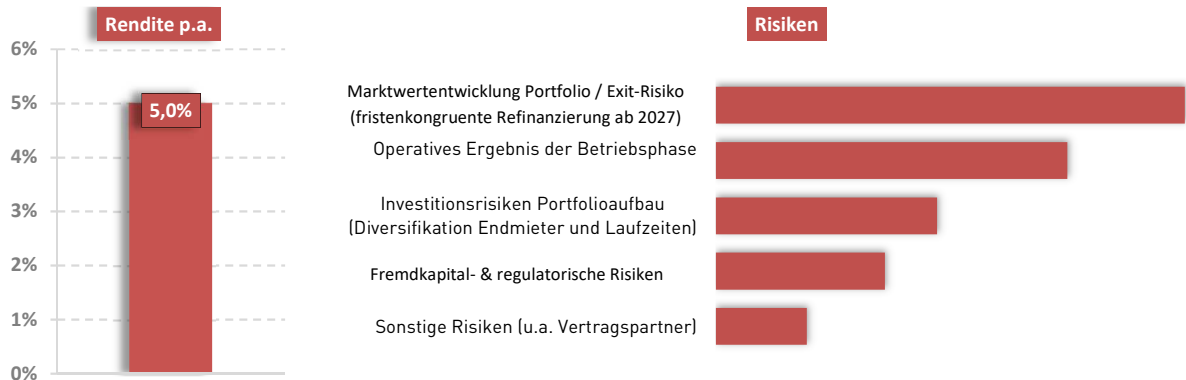 Rendite p.a.
6%
5%
4%
3%
2%
1%
0%
5,0%
Risiken
Marktwertentwicklung Portfolio / Exit-Risiko
(fristenkongruente Refinanzierung ab 2027)
Operatives Ergebnis der Betriebsphase
Investitionsrisiken Portfolioaufbau
(Diversifikation Endmieter und Laufzeiten)
Fremdkapital- & regulatorische Risiken
Sonstige Risiken (u.a. Vertragspartner)